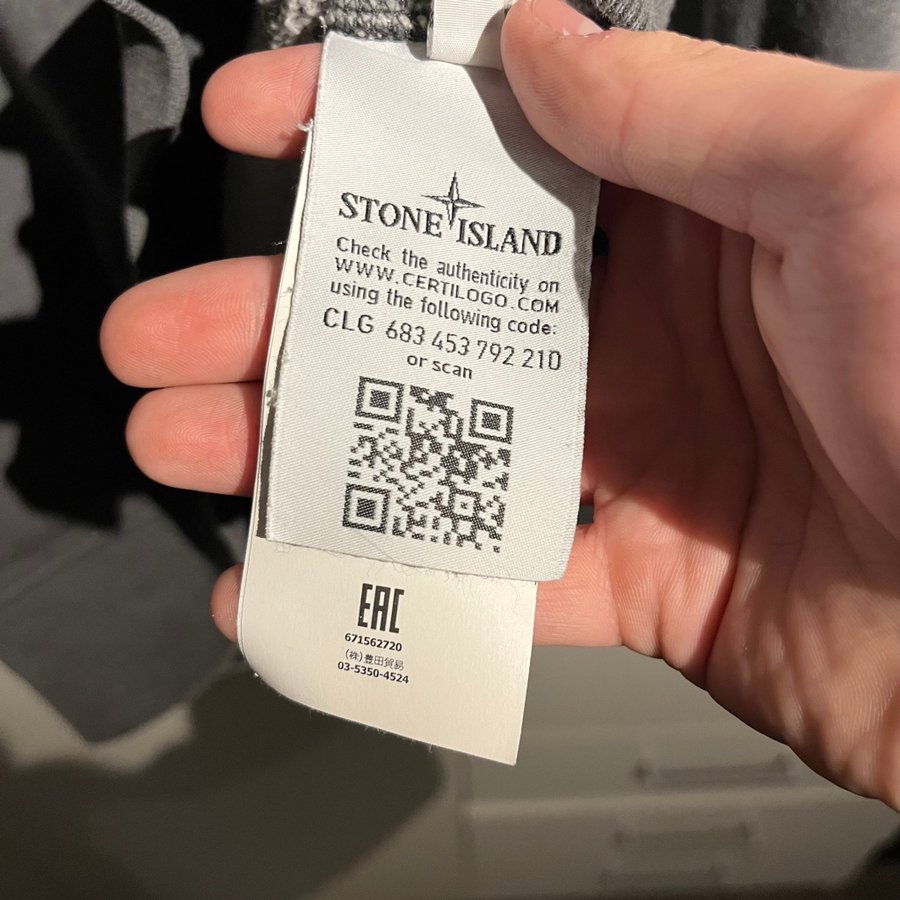 STONE ISLAND
Check the authenticity on
WWW.CERTILOGO.COM
using the following code:
CLG 683 453 792 210
or scan
EAC
671562720
(株)豊田貿易
03-5350-4524